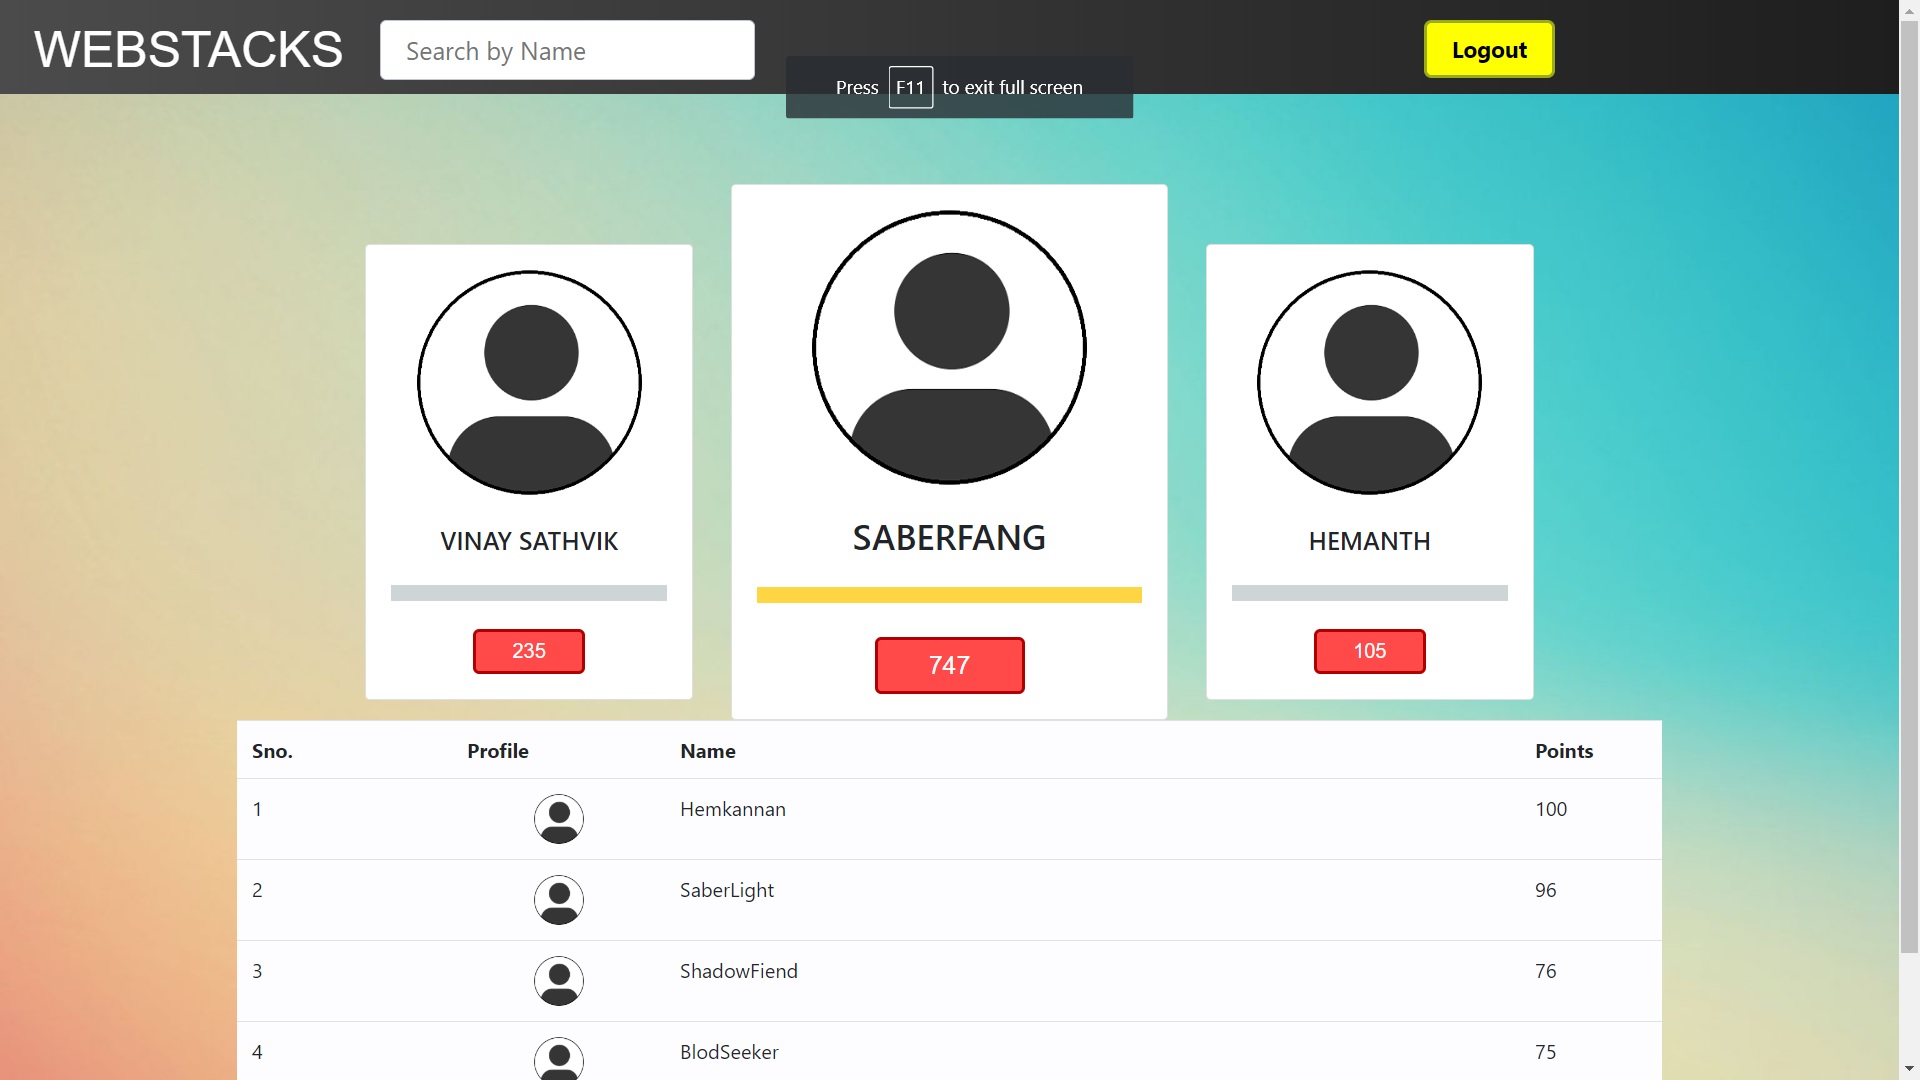 WEBSTACKS
Search by Name
Logout
Press F11 to exit full screen
VINAY SATHVIK
235
SABERFANG
747
HEMANTH
105
Sno. Profile Name Points
1 Hemkannan 100
2 SaberLight 96
3 ShadowFiend 76
4 BlodSeeker 75